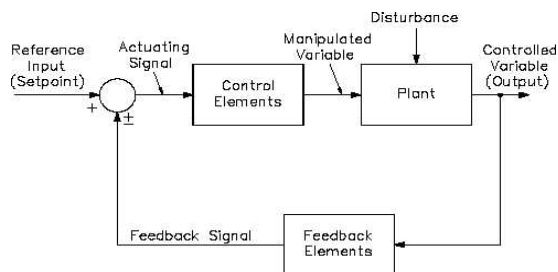 Disturbance
Reference
Input
(Setpoint)
Actuating
Signal
Manipulated
Variable
Controlled
Variable
(Output)
Control
Elements
Plant
+
±
Feedback Signal
Feedback
Elements